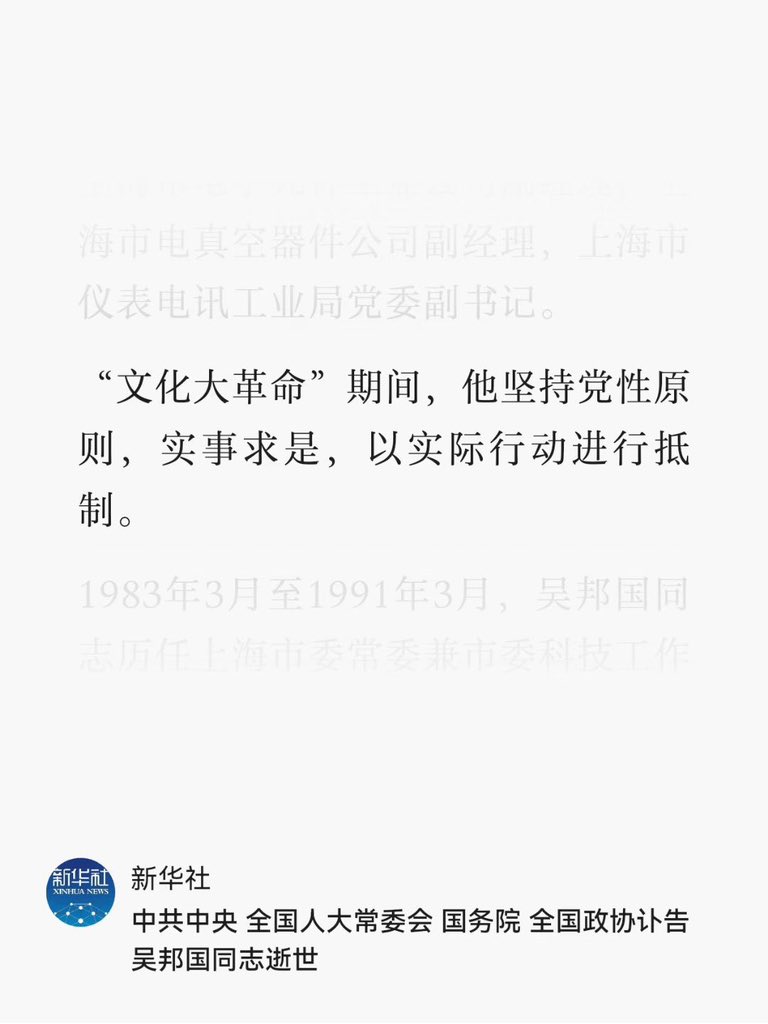 海市电真空器件公司副经理，上海市
仪表电讯工业局党委副书记。
“文化大革命”期间，他坚持党性原
则，实事求是，以实际行动进行抵
制。
1983年3月至1991年3月，吴邦国同
志历任上海市委常委兼市委科技工作
新华社
XINHUA NEWS
新华社
中共中央 全国人大常委会 国务院 全国政协讣告
吴邦国同志逝世